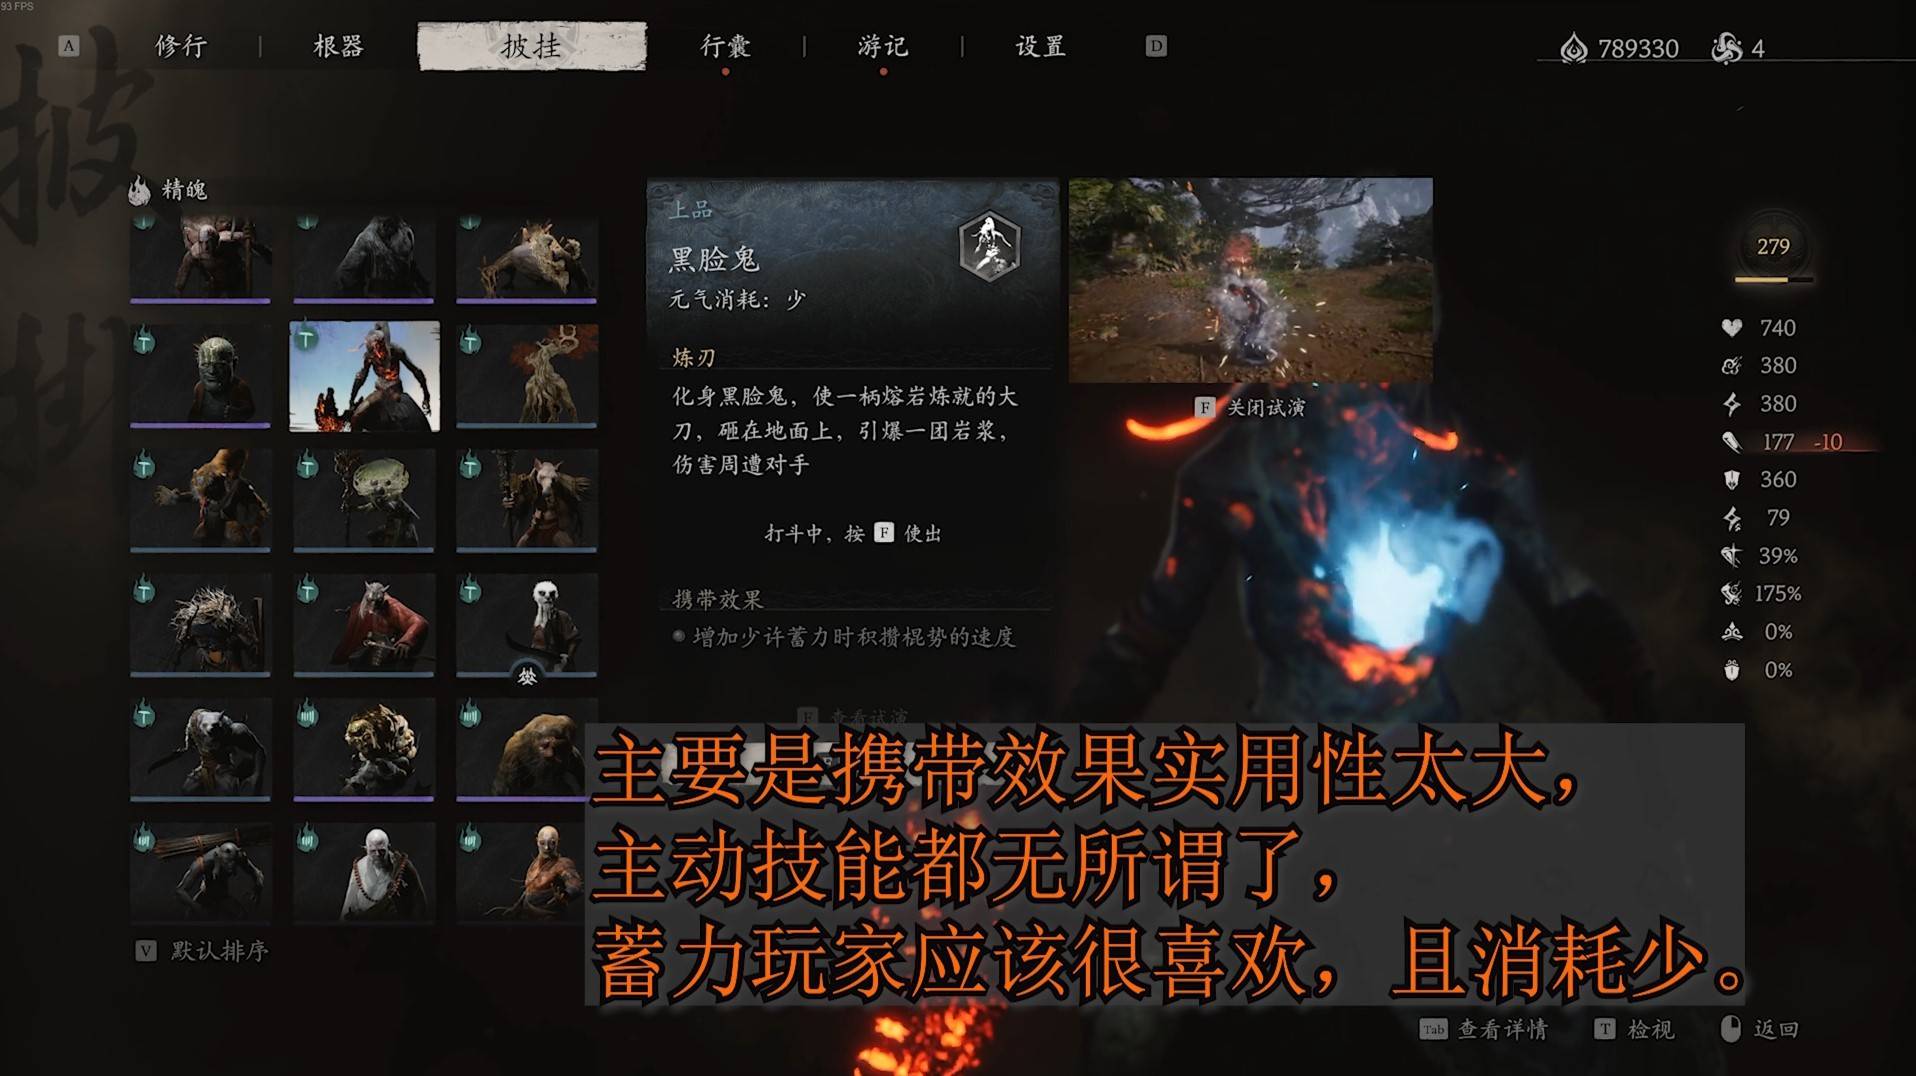 93 FPS
A 修行 根器 披挂 行囊 游记 设置 D
789330 4
披挂
精魄
上品
黑脸鬼
元气消耗：少
炼刃
化身黑脸鬼，使一柄熔岩炼就的大
刀，砸在地面上，引爆一团岩浆，
伤害周遭对手
打斗中，按 F 使出
携带效果
增加少许蓄力时积攒棍势的速度
F 查看试演
F 关闭试演
279
740
380
380
177 -10
360
79
39%
175%
0%
0%
主要是携带效果实用性太大，
主动技能都无所谓了，
蓄力玩家应该很喜欢，且消耗少。
V 默认排序
Tab 查看详情 T 检视 返回